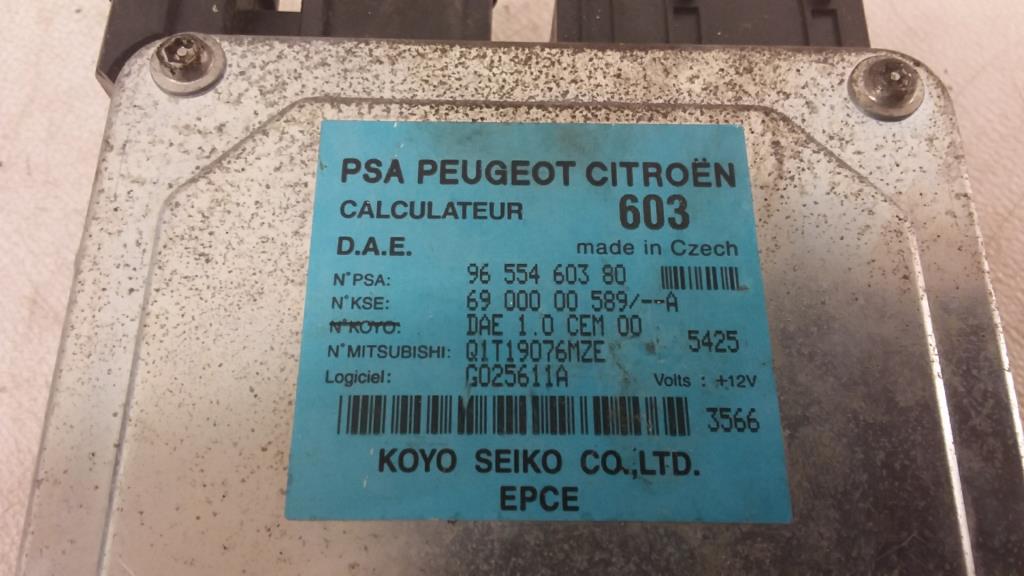 PSA PEUGEOT CITROËN
CALCULATEUR 603
D.A.E. made in Czech
N°PSA: 96 554 603 80
N°KSE: 69 000 00 589/--A
N°KOYO: DAE 1.0 CEM 00
N°MITSUBISHI: Q1T19076MZE 5425
Logiciel: G025611A Volts : +12V
3566
KOYO SEIKO CO.,LTD.
EPCE